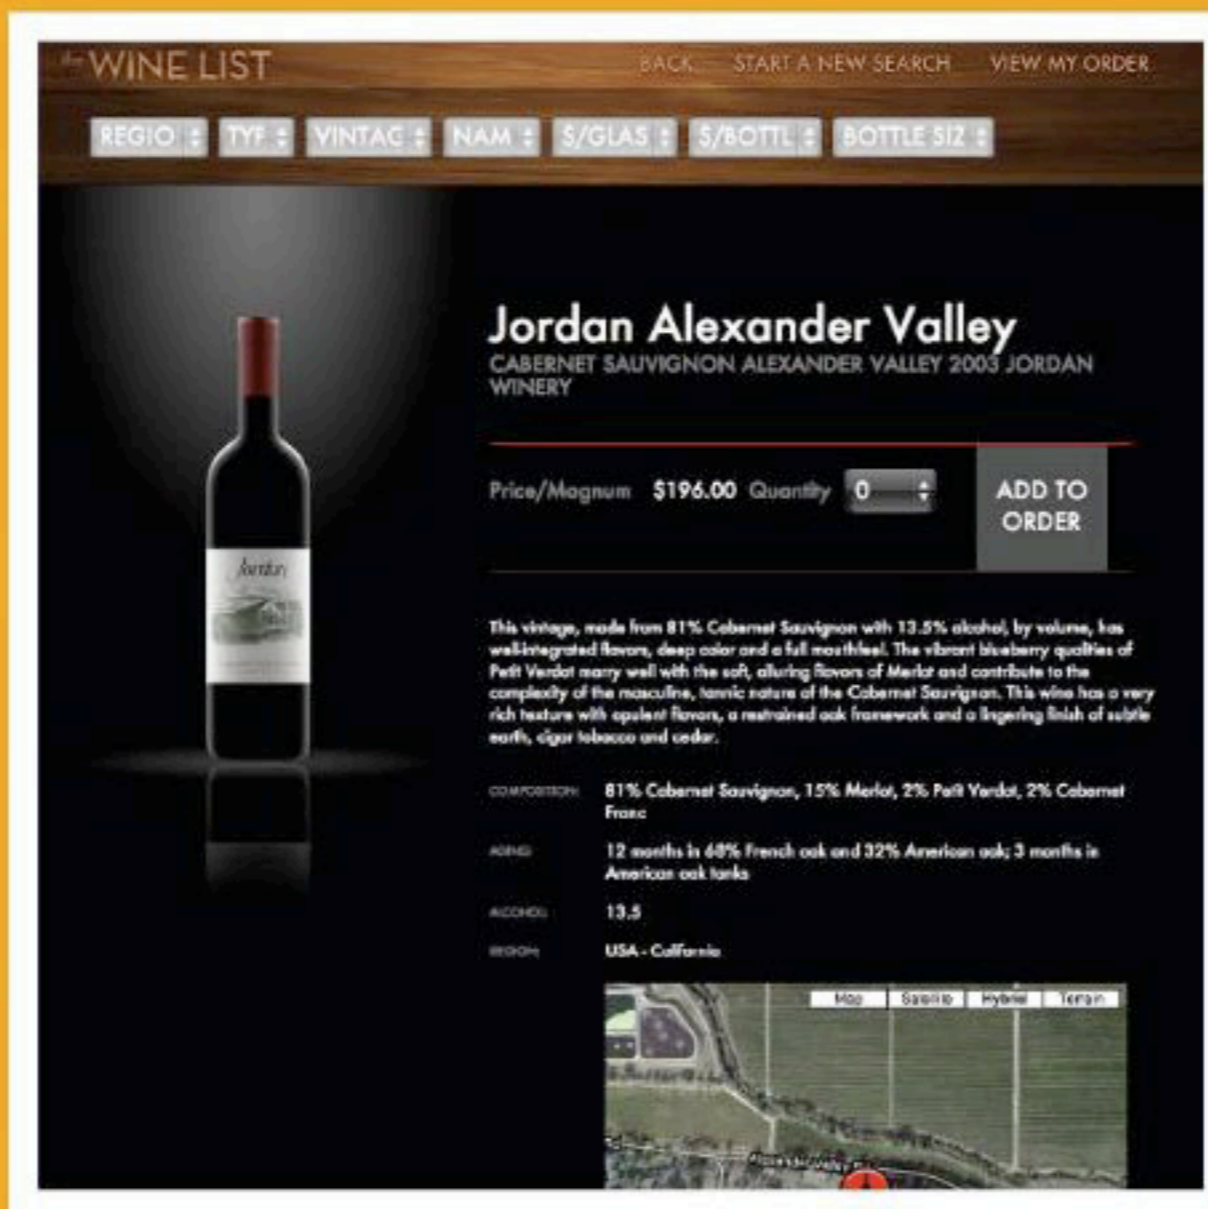 the WINE LIST
BACK START A NEW SEARCH VIEW MY ORDER
REGIO TYF VINTAG NAM $/GLAS $/BOTTL BOTTLE SIZ
Jordan Alexander Valley
CABERNET SAUVIGNON ALEXANDER VALLEY 2003 JORDAN
WINERY
Price/Magnum $196.00 Quantity 0 ADD TO
ORDER
Jordan
This vintage, made from 81% Cabernet Sauvignon with 13.5% alcohol, by volume, has
well-integrated flavors, deep color and a full mouthfeel. The vibrant blueberry qualities of
Petit Verdot marry well with the soft, alluring flavors of Merlot and contribute to the
complexity of the masculine, tannic nature of the Cabernet Sauvignon. This wine has a very
rich texture with opulent flavors, a restrained oak framework and a lingering finish of subtle
earth, cigar tobacco and cedar.
COMPOSITION: 81% Cabernet Sauvignon, 15% Merlot, 2% Petit Verdot, 2% Cabernet
Franc
AGING: 12 months in 68% French oak and 32% American oak; 3 months in
American oak tanks
ALCOHOL: 13.5
REGION: USA - California
Map Satellite Hybrid Terrain